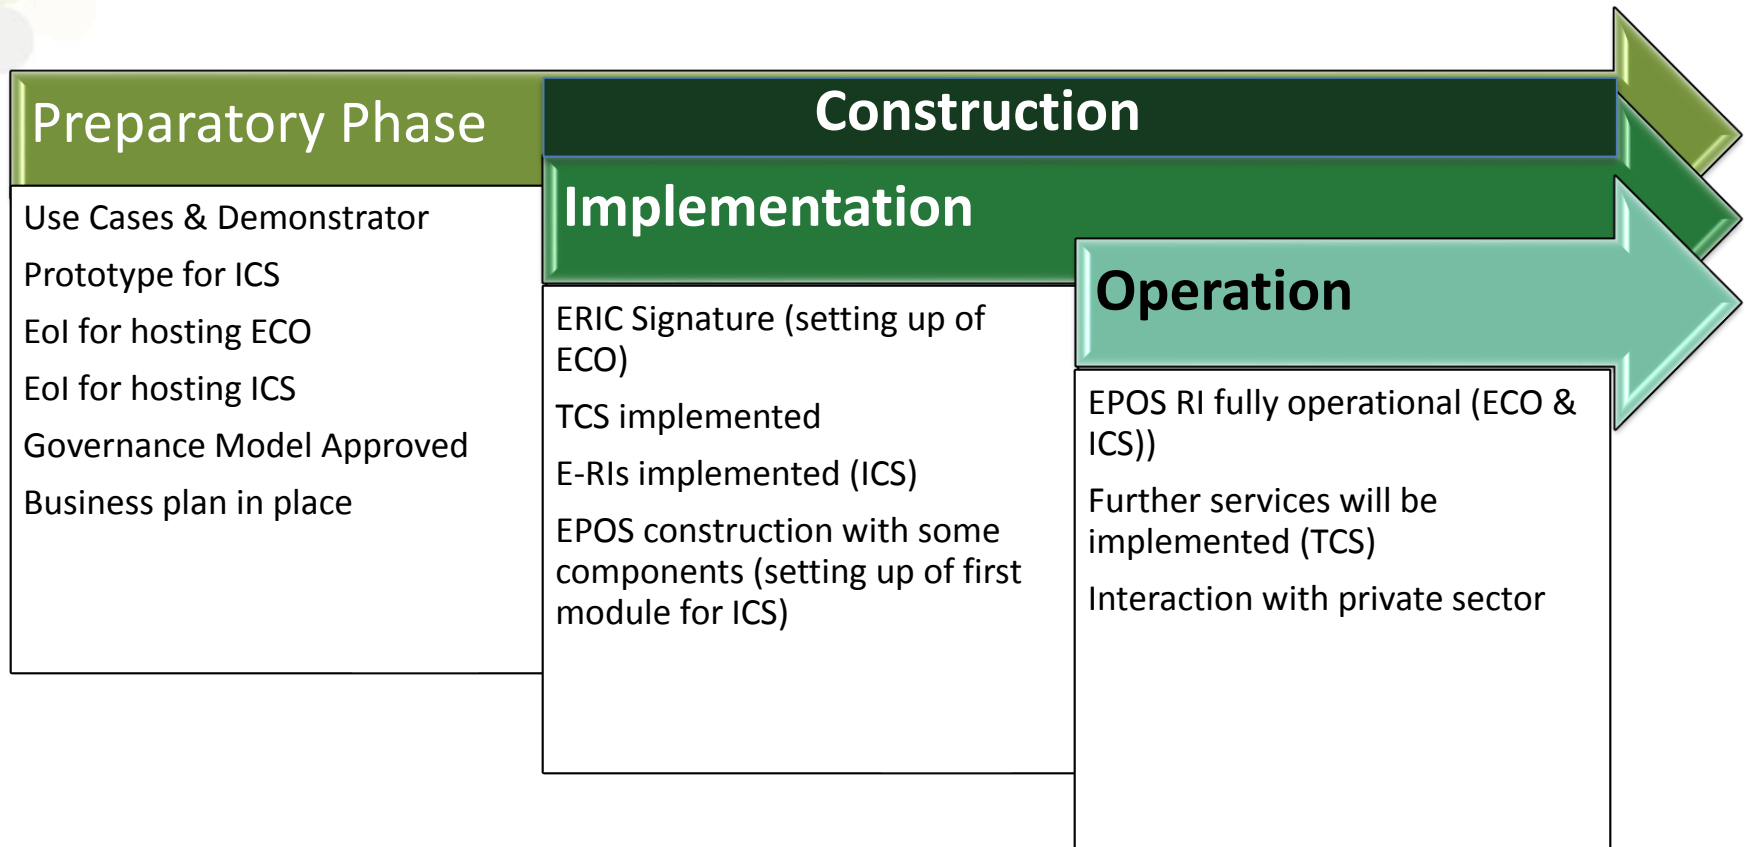 Preparatory Phase
Construction
Use Cases & Demonstrator
Prototype for ICS
EoI for hosting ECO
EoI for hosting ICS
Governance Model Approved
Business plan in place
Implementation
ERIC Signature (setting up of
ECO)
TCS implemented
E-RIs implemented (ICS)
EPOS construction with some
components (setting up of first
module for ICS)
Operation
EPOS RI fully operational (ECO &
ICS))
Further services will be
implemented (TCS)
Interaction with private sector